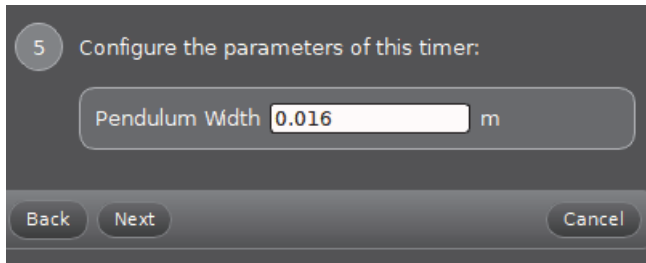 5 Configure the parameters of this timer:
Pendulum Width 0.016 m
Back Next Cancel